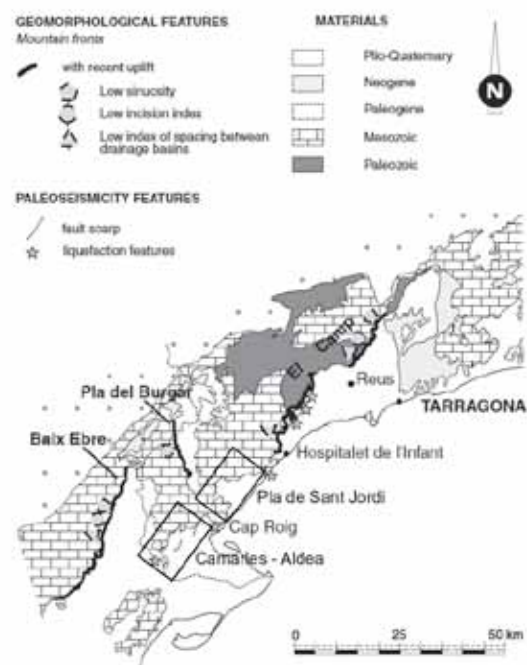 GEOMORPHOLOGICAL FEATURES
Mountain fronts
with recent uplift
Low sinuosity
Low incision index
Low index of spacing between
drainage basins
PALEOSEISMICITY FEATURES
fault scarp
liquefaction features
MATERIALS
Plio-Quaternary
Neogene
Paleogene
Mesozoic
Paleozoic
N
El Camp
Reus
TARRAGONA
Pla del Burgar
Baix Ebre
Hospitalet de l'Infant
Pla de Sant Jordi
Cap Roig
Camarles - Aldea
0 25 50 km